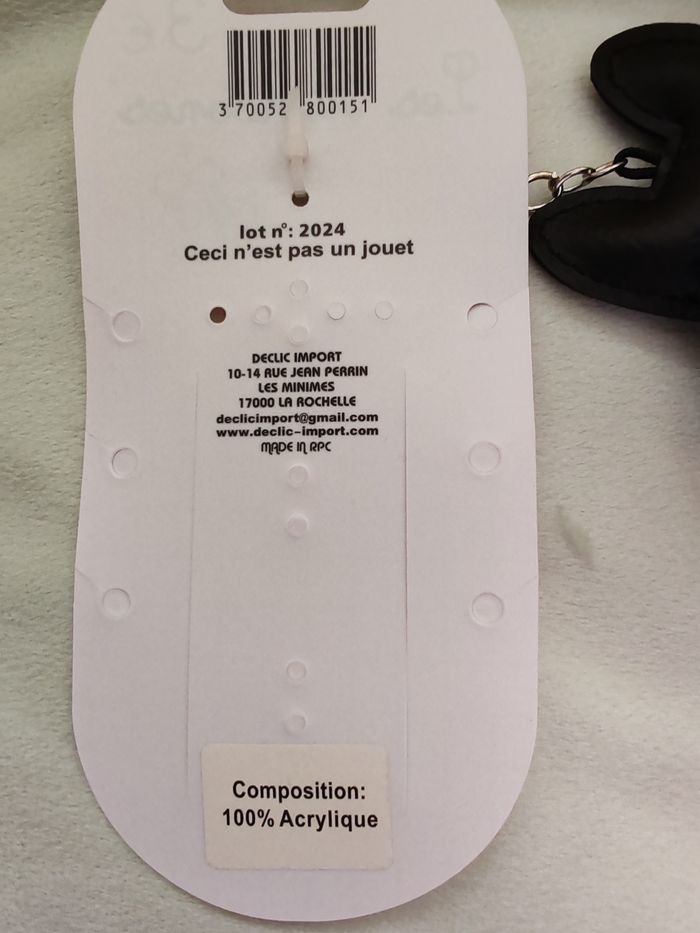 3 70052 800151
lot n°: 2024
Ceci n'est pas un jouet
DECLIC IMPORT
10-14 RUE JEAN PERRIN
LES MINIMES
17000 LA ROCHELLE
declicimport@gmail.com
www.declic-import.com
MADE IN RPC
Composition:
100% Acrylique